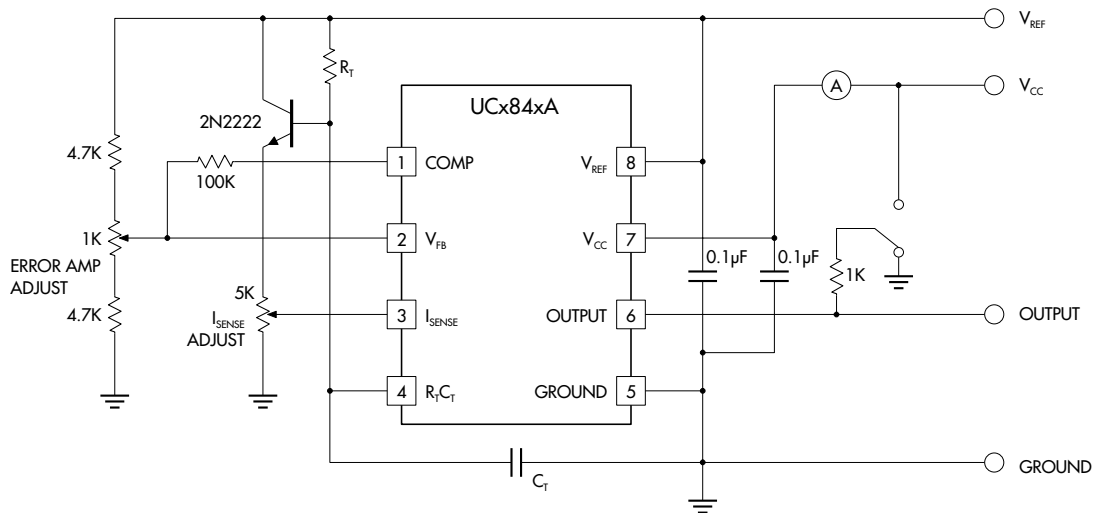 V_REF
R_T
UCx84xA
A
V_CC
2N2222
4.7K
100K
1 COMP
V_REF 8
1K
ERROR AMP
ADJUST
2 V_FB
V_CC 7
0.1µF
0.1µF
1K
4.7K
5K
I_SENSE
ADJUST
3 I_SENSE
OUTPUT 6
OUTPUT
4 R_TC_T
GROUND 5
C_T
GROUND